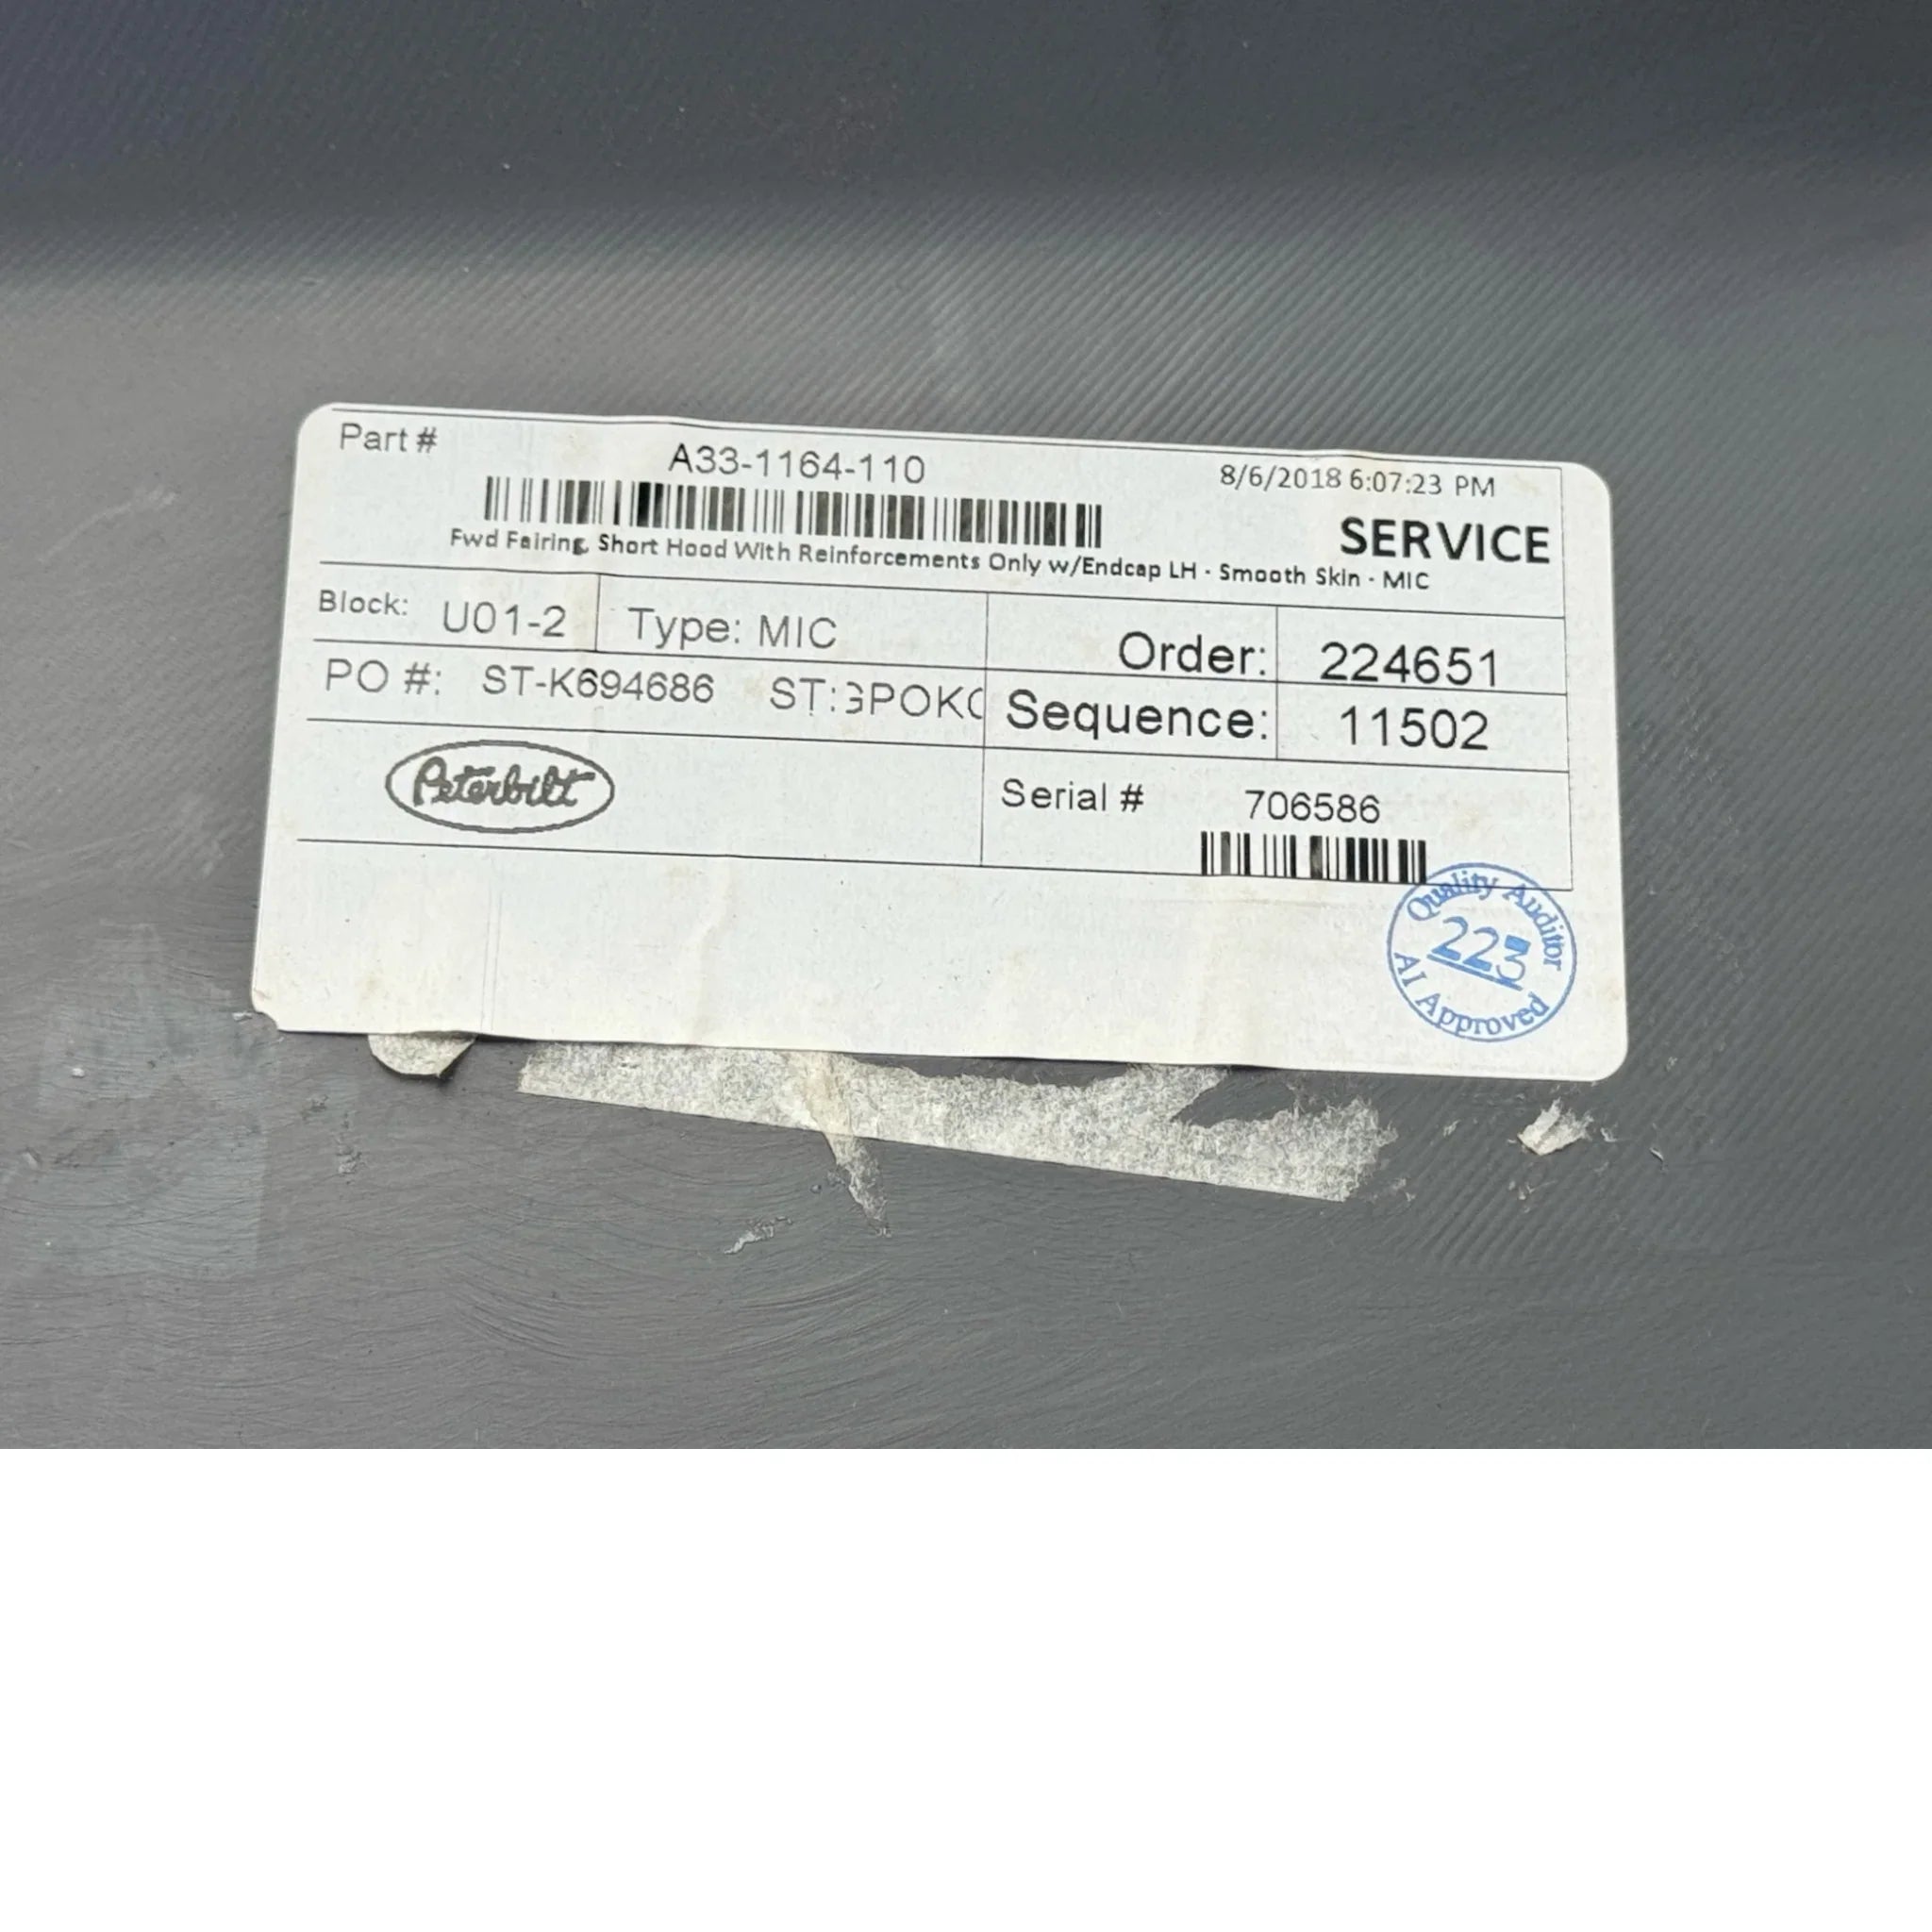 Part # A33-1164-110 8/6/2018 6:07:23 PM
SERVICE
Fwd Fairing, Short Hood With Reinforcements Only w/Endcap LH - Smooth Skin - MIC
Block: U01-2 Type: MIC Order: 224651
PO #: ST-K694686 ST: Sequence: 11502
Peterbilt Serial # 706586
Quality Auditor
223
AI Approved